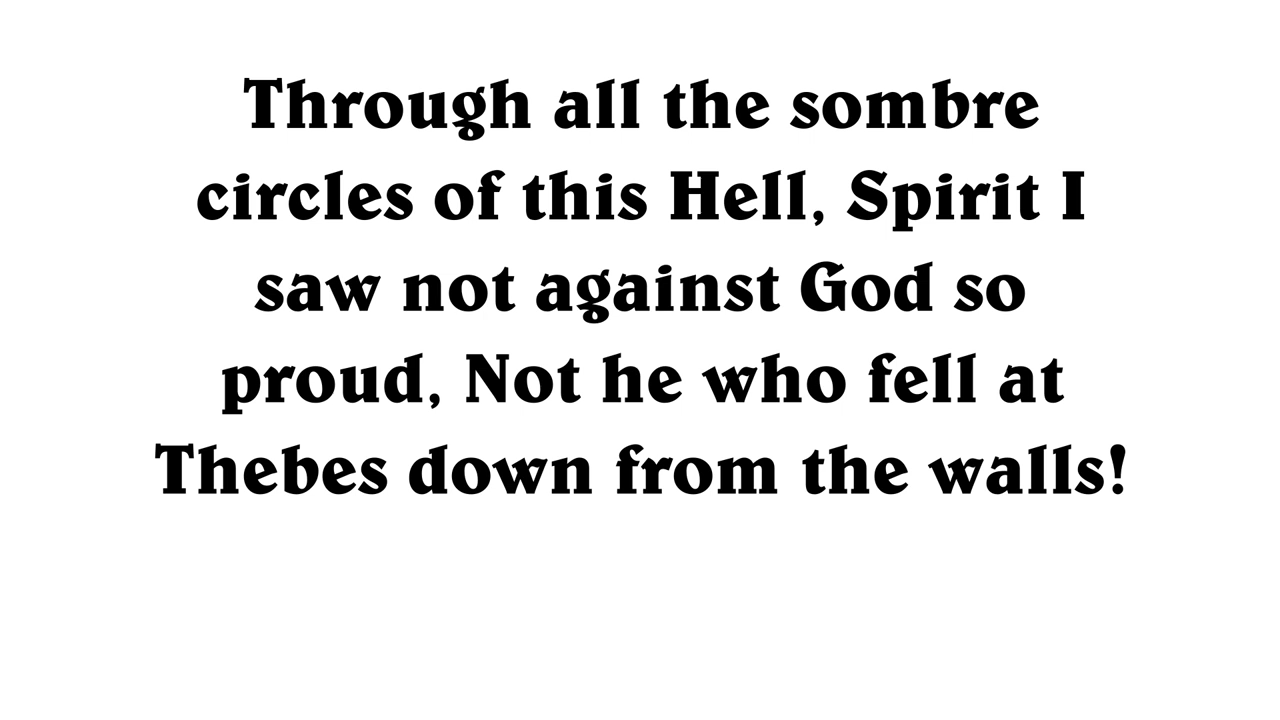 Through all the sombre
circles of this Hell, Spirit I
saw not against God so
proud, Not he who fell at
Thebes down from the walls!